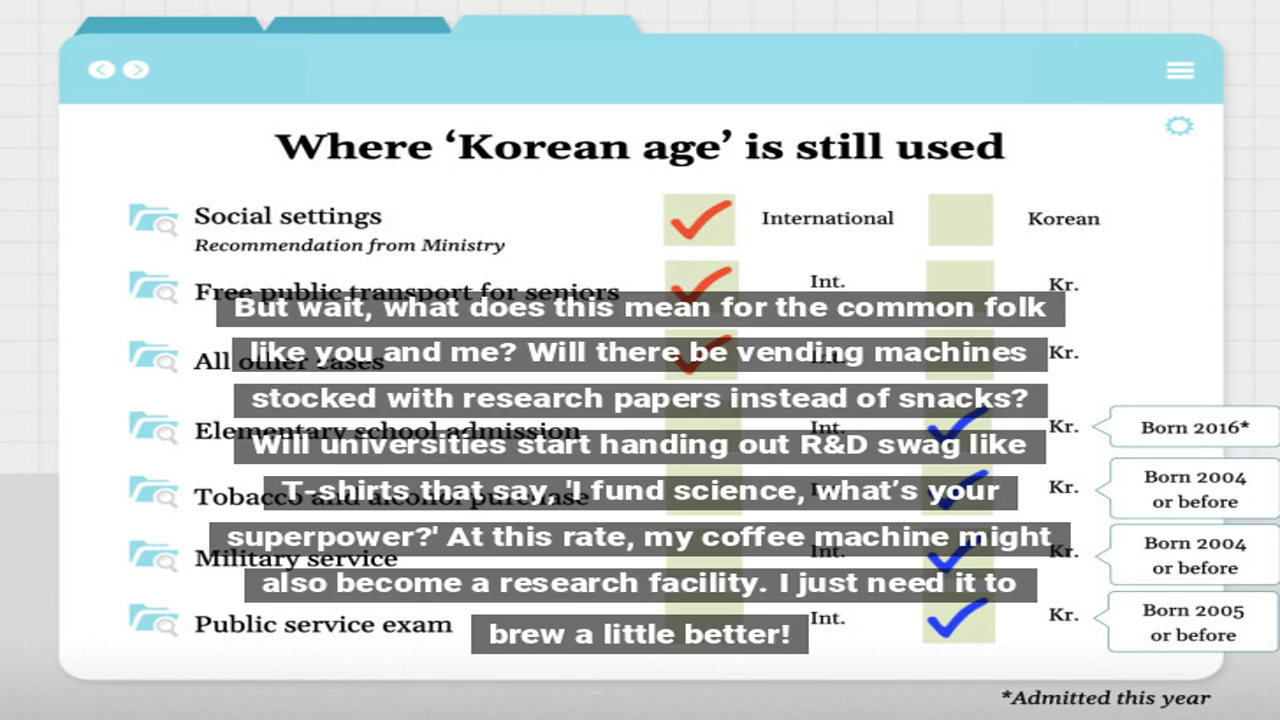 Where ‘Korean age’ is still used
Social settings International Korean
Recommendation from Ministry
Free public transport for seniors Int. Kr.
All other cases Int. Kr.
Elementary school admission Int. Kr. Born 2016*
Tobacco and alcohol purchase Int. Kr. Born 2004
or before
Military service Int. Kr. Born 2004
or before
Public service exam Int. Kr. Born 2005
or before
*Admitted this year
But wait, what does this mean for the common folk
like you and me? Will there be vending machines
stocked with research papers instead of snacks?
Will universities start handing out R&D swag like
T-shirts that say, 'I fund science, what’s your
superpower?' At this rate, my coffee machine might
also become a research facility. I just need it to
brew a little better!